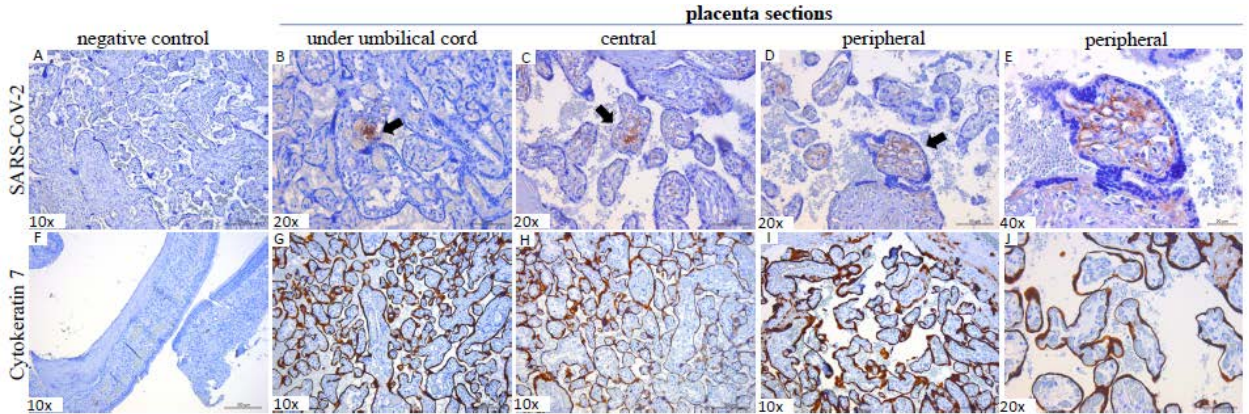 placenta sections
negative control
under umbilical cord
central
peripheral
peripheral
SARS-CoV-2
A
10x
B
20x
C
20x
D
20x
E
40x
Cytokeratin 7
F
10x
G
10x
H
10x
I
10x
J
20x